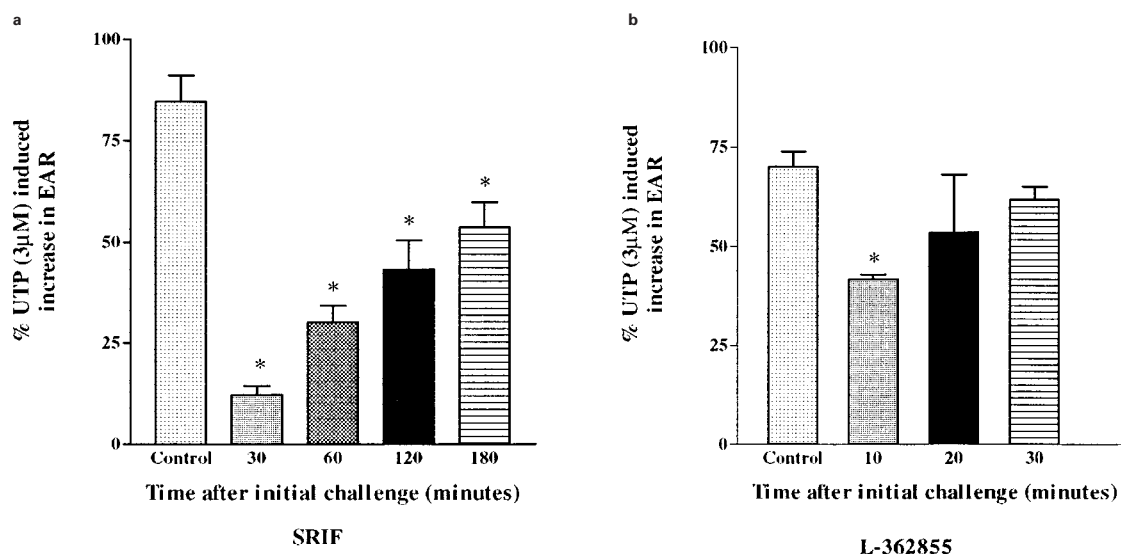 a
% UTP (3µM) induced
increase in EAR
100
75
50
25
0
*
*
*
*
Control 30 60 120 180
Time after initial challenge (minutes)
SRIF
b
% UTP (3µM) induced
increase in EAR
100
75
50
25
0
*
Control 10 20 30
Time after initial challenge (minutes)
L-362855